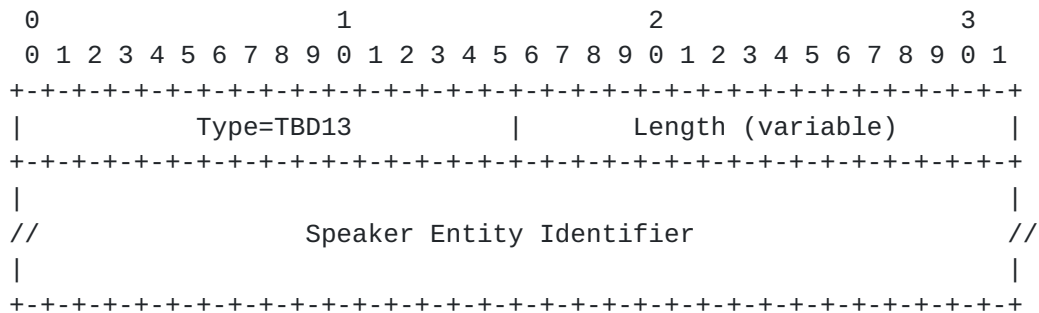 0                   1                   2                   3
 0 1 2 3 4 5 6 7 8 9 0 1 2 3 4 5 6 7 8 9 0 1 2 3 4 5 6 7 8 9 0 1
+-+-+-+-+-+-+-+-+-+-+-+-+-+-+-+-+-+-+-+-+-+-+-+-+-+-+-+-+-+-+-+-+
|           Type=TBD13          |       Length (variable)       |
+-+-+-+-+-+-+-+-+-+-+-+-+-+-+-+-+-+-+-+-+-+-+-+-+-+-+-+-+-+-+-+-+
|                                                               |
//                 Speaker Entity Identifier                    //
|                                                               |
+-+-+-+-+-+-+-+-+-+-+-+-+-+-+-+-+-+-+-+-+-+-+-+-+-+-+-+-+-+-+-+-+